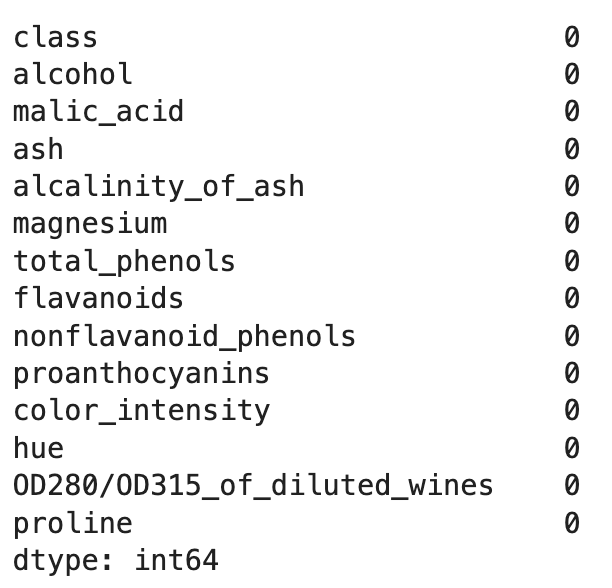 class 0
alcohol 0
malic_acid 0
ash 0
alcalinity_of_ash 0
magnesium 0
total_phenols 0
flavanoids 0
nonflavanoid_phenols 0
proanthocyanins 0
color_intensity 0
hue 0
OD280/OD315_of_diluted_wines 0
proline 0
dtype: int64